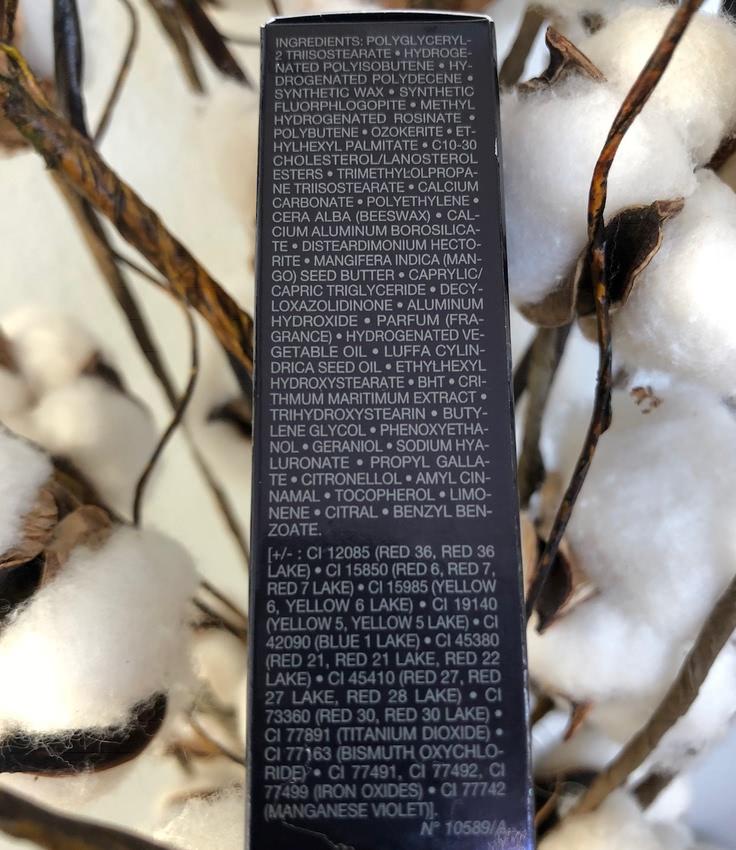 INGREDIENTS: POLYGLYCERYL-
2 TRIISOSTEARATE • HYDROGE-
NATED POLYISOBUTENE • HY-
DROGENATED POLYDECENE •
SYNTHETIC WAX • SYNTHETIC
FLUORPHLOGOPITE • METHYL
HYDROGENATED ROSINATE •
POLYBUTENE • OZOKERITE • ET-
HYLHEXYL PALMITATE • C10-30
CHOLESTEROL/LANOSTEROL
ESTERS • TRIMETHYLOLPROPA-
NE TRIISOSTEARATE • CALCIUM
CARBONATE • POLYETHYLENE •
CERA ALBA (BEESWAX) • CAL-
CIUM ALUMINUM BOROSILICA-
TE • DISTEARDIMONIUM HECTO-
RITE • MANGIFERA INDICA (MAN-
GO) SEED BUTTER • CAPRYLIC/
CAPRIC TRIGLYCERIDE • DECY-
LOXAZOLIDINONE • ALUMINUM
HYDROXIDE • PARFUM (FRA-
GRANCE) • HYDROGENATED VE-
GETABLE OIL • LUFFA CYLIN-
DRICA SEED OIL • ETHYLHEXYL
HYDROXYSTEARATE • BHT • CRI-
THMUM MARITIMUM EXTRACT •
TRIHYDROXYSTEARIN • BUTY-
LENE GLYCOL • PHENOXYETHA-
NOL • GERANIOL • SODIUM HYA-
LURONATE • PROPYL GALLA-
TE • CITRONELLOL • AMYL CIN-
NAMAL • TOCOPHEROL • LIMO-
NENE • CITRAL • BENZYL BEN-
ZOATE.
[+/- : CI 12085 (RED 36, RED 36
LAKE) • CI 15850 (RED 6, RED 7,
RED 7 LAKE) • CI 15985 (YELLOW
6, YELLOW 6 LAKE) • CI 19140
(YELLOW 5, YELLOW 5 LAKE) • CI
42090 (BLUE 1 LAKE) • CI 45380
(RED 21, RED 21 LAKE, RED 22
LAKE) • CI 45410 (RED 27, RED
27 LAKE, RED 28 LAKE) • CI
73360 (RED 30, RED 30 LAKE) •
CI 77891 (TITANIUM DIOXIDE) •
CI 77163 (BISMUTH OXYCHLO-
RIDE) • CI 77491, CI 77492, CI
77499 (IRON OXIDES) • CI 77742
(MANGANESE VIOLET)].
N° 10589/A